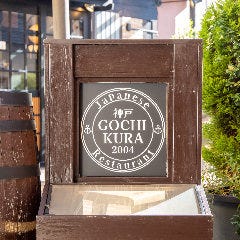 Japanese
神戸
GOCHI
KURA
2004
Restaurant